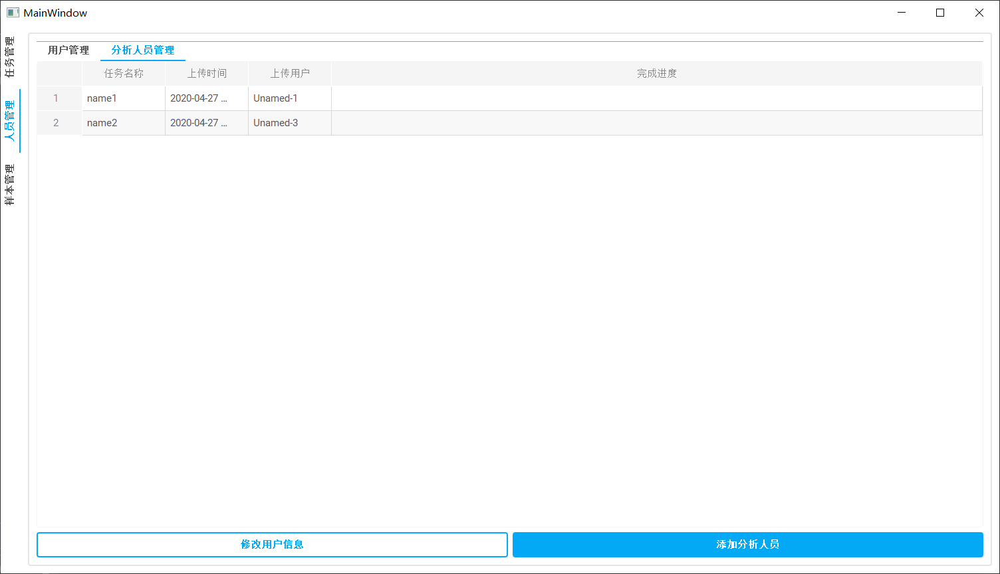 MainWindow
任务管理
人员管理
样本管理
用户管理 分析人员管理
任务名称 上传时间 上传用户 完成进度
1 name1 2020-04-27 ... Unamed-1
2 name2 2020-04-27 ... Unamed-3
修改用户信息 添加分析人员